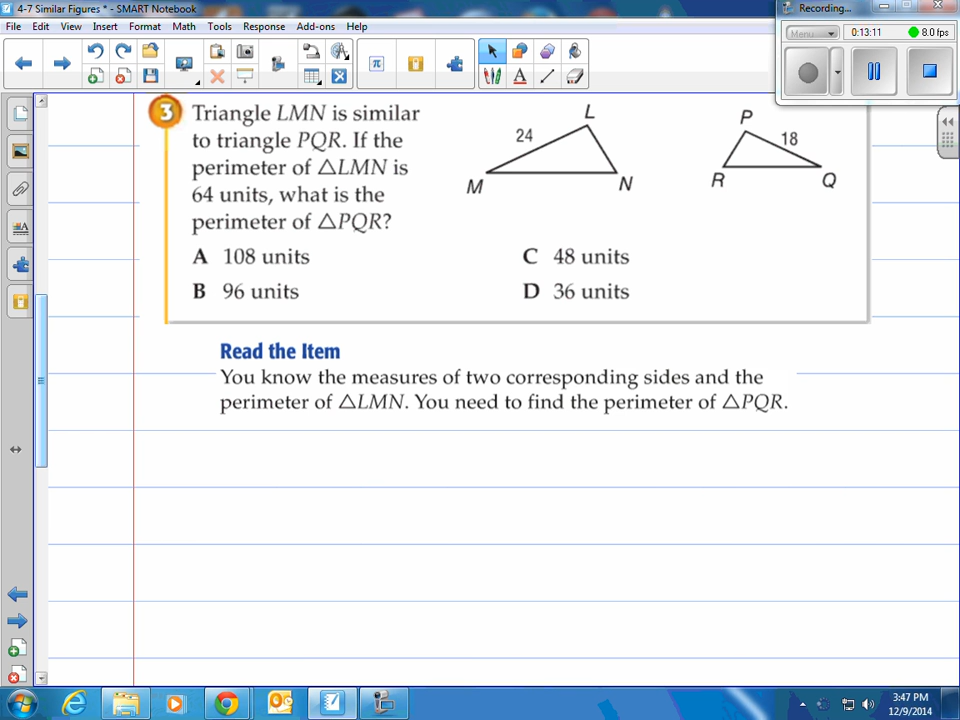 4-7 Similar Figures * - SMART Notebook
Recording...
File Edit View Insert Format Math Tools Response Add-ons Help
Menu
0:13:11
8.0 fps
3 Triangle LMN is similar
to triangle PQR. If the
perimeter of △LMN is
64 units, what is the
perimeter of △PQR?
L
24
M
N
P
18
R
Q
A 108 units
C 48 units
B 96 units
D 36 units
Read the Item
You know the measures of two corresponding sides and the
perimeter of △LMN. You need to find the perimeter of △PQR.
3:47 PM
12/9/2014